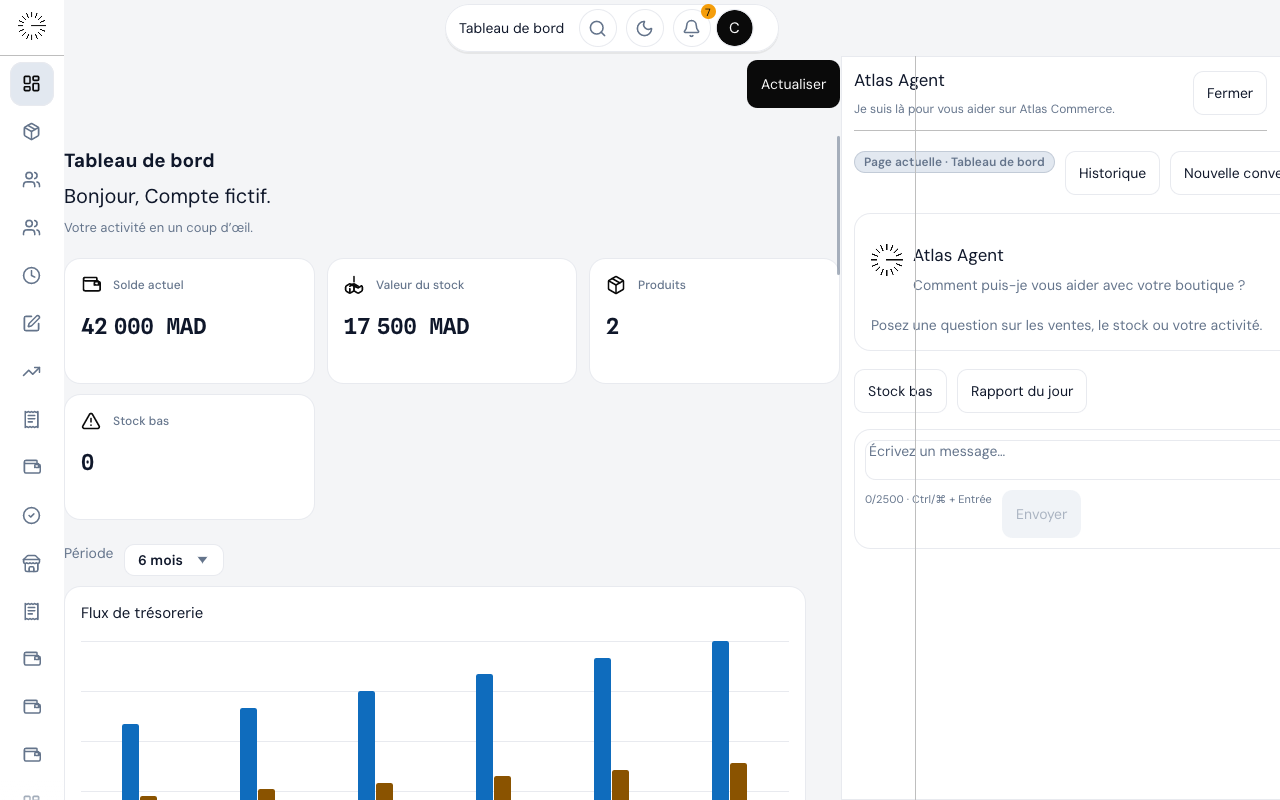 Tableau de bord
7
C
Actualiser
Tableau de bord
Bonjour, Compte fictif.
Votre activité en un coup d’œil.
Solde actuel
42 000 MAD
Valeur du stock
17 500 MAD
Produits
2
Stock bas
0
Période
6 mois
Flux de trésorerie
Atlas Agent
Je suis là pour vous aider sur Atlas Commerce.
Fermer
Page actuelle · Tableau de bord
Historique
Nouvelle conve
Atlas Agent
Comment puis-je vous aider avec votre boutique ?
Posez une question sur les ventes, le stock ou votre activité.
Stock bas
Rapport du jour
Écrivez un message…
0/2500 · Ctrl/⌘ + Entrée
Envoyer